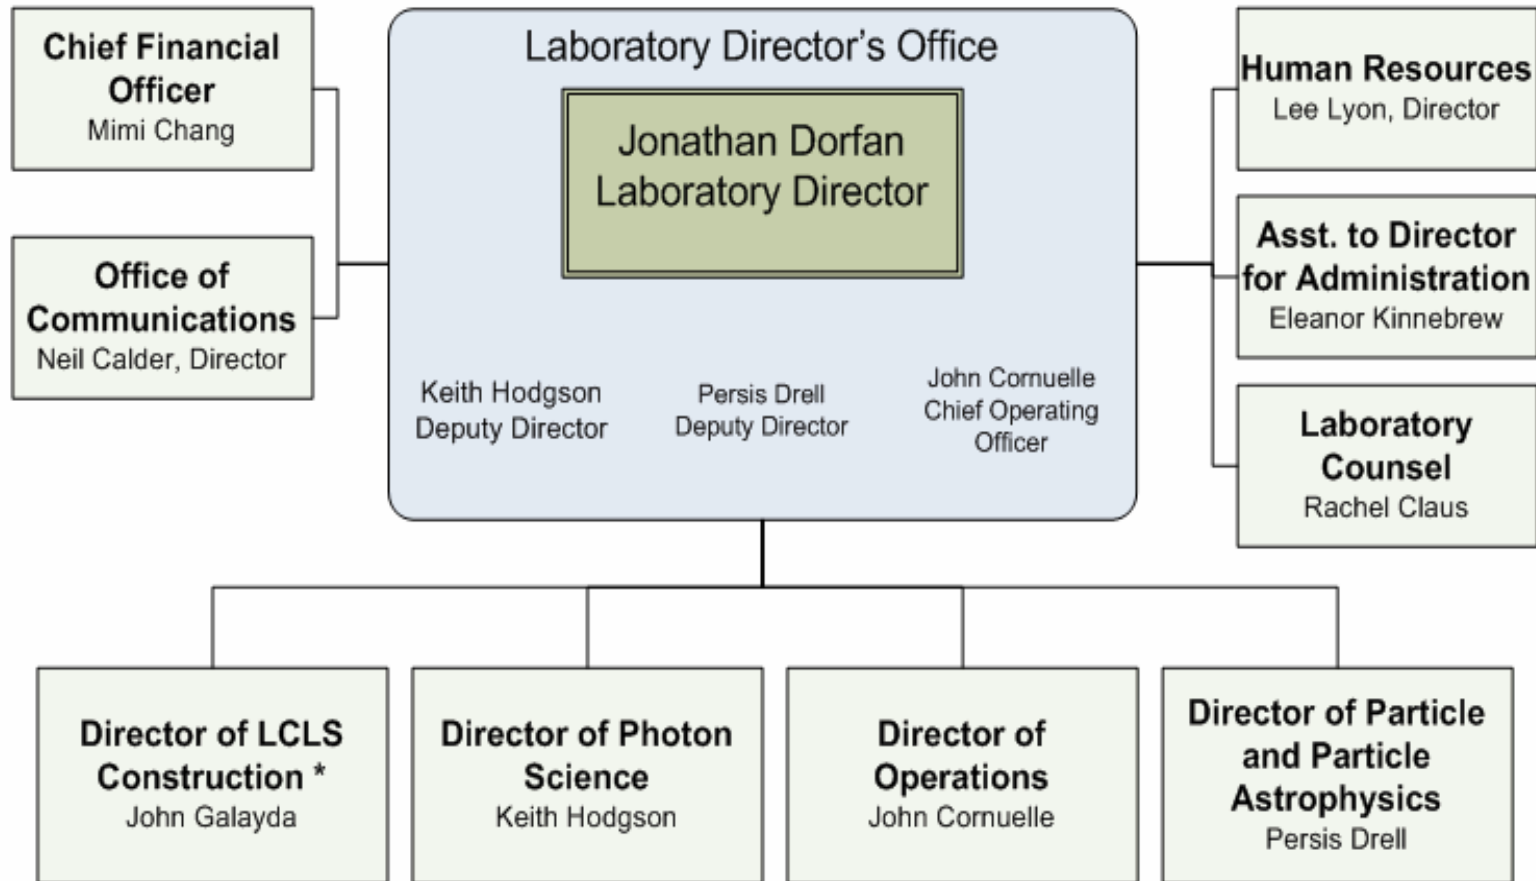 Chief Financial
Officer
Mimi Chang
Office of
Communications
Neil Calder, Director
Laboratory Director's Office
Jonathan Dorfan
Laboratory Director
Keith Hodgson
Deputy Director
Persis Drell
Deputy Director
John Cornuelle
Chief Operating
Officer
Human Resources
Lee Lyon, Director
Asst. to Director
for Administration
Eleanor Kinnebrew
Laboratory
Counsel
Rachel Claus
Director of LCLS
Construction *
John Galayda
Director of Photon
Science
Keith Hodgson
Director of
Operations
John Cornuelle
Director of Particle
and Particle
Astrophysics
Persis Drell